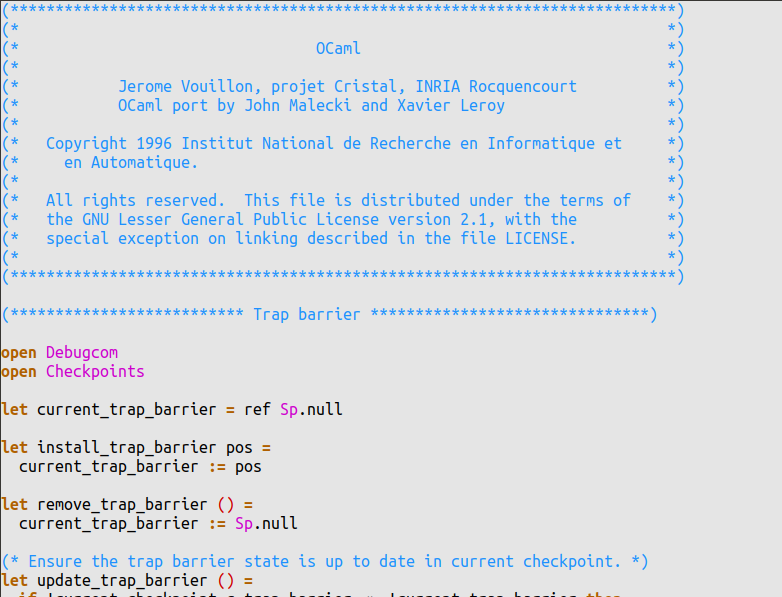 (**************************************************************************)
(*                                                                        *)
(*                                 OCaml                                  *)
(*                                                                        *)
(*           Jerome Vouillon, projet Cristal, INRIA Rocquencourt          *)
(*           OCaml port by John Malecki and Xavier Leroy                  *)
(*                                                                        *)
(*   Copyright 1996 Institut National de Recherche en Informatique et     *)
(*     en Automatique.                                                    *)
(*                                                                        *)
(*   All rights reserved.  This file is distributed under the terms of    *)
(*   the GNU Lesser General Public License version 2.1, with the          *)
(*   special exception on linking described in the file LICENSE.          *)
(*                                                                        *)
(**************************************************************************)

(************************** Trap barrier *******************************)

open Debugcom
open Checkpoints

let current_trap_barrier = ref Sp.null

let install_trap_barrier pos =
  current_trap_barrier := pos

let remove_trap_barrier () =
  current_trap_barrier := Sp.null

(* Ensure the trap barrier state is up to date in current checkpoint. *)
let update_trap_barrier () =